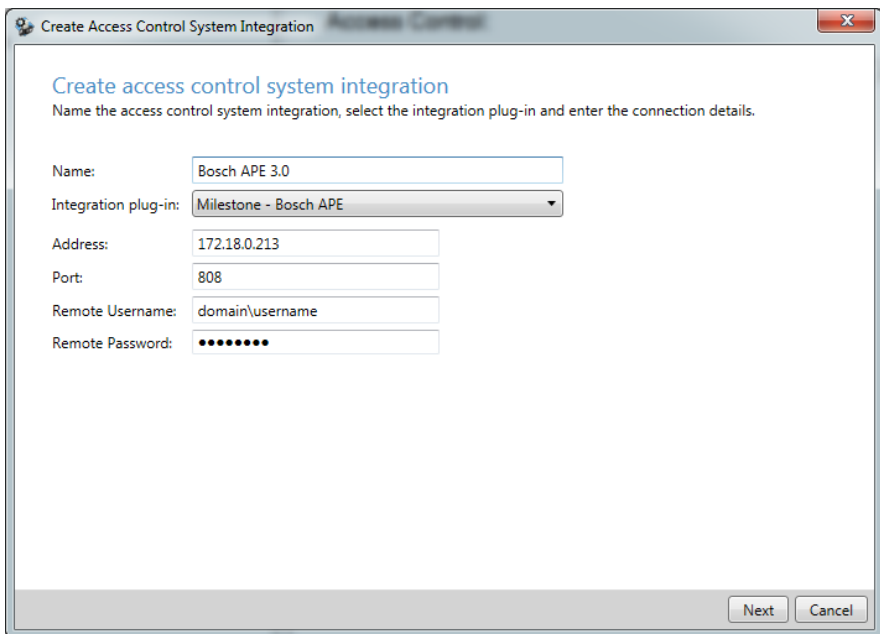 Create Access Control System Integration
Access Control
Create access control system integration
Name the access control system integration, select the integration plug-in and enter the connection details.
Name: Bosch APE 3.0
Integration plug-in: Milestone - Bosch APE
Address: 172.18.0.213
Port: 808
Remote Username: domain\username
Remote Password: ●●●●●●●●
Next Cancel